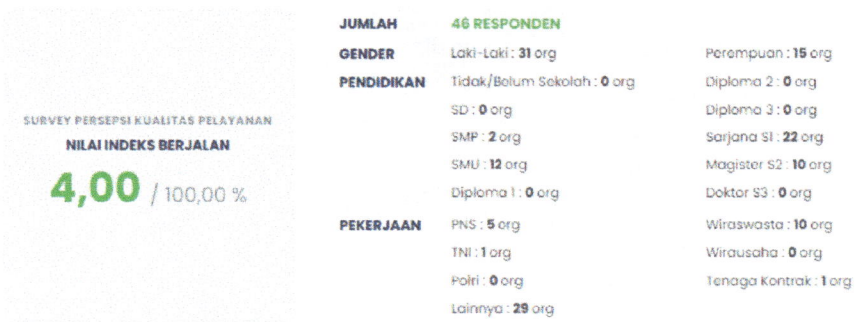 SURVEY PERSEPSI KUALITAS PELAYANAN
NILAI INDEKS BERJALAN
4,00 / 100,00 %
JUMLAH 46 RESPONDEN
GENDER Laki-Laki : 31 org Perempuan : 15 org
PENDIDIKAN Tidak/Belum Sekolah : 0 org Diploma 2 : 0 org
SD : 0 org Diploma 3 : 0 org
SMP : 2 org Sarjana S1 : 22 org
SMU : 12 org Magister S2 : 10 org
Diploma 1 : 0 org Doktor S3 : 0 org
PEKERJAAN PNS : 5 org Wiraswasta : 10 org
TNI : 1 org Wirausaha : 0 org
Polri : 0 org Tenaga Kontrak : 1 org
Lainnya : 29 org